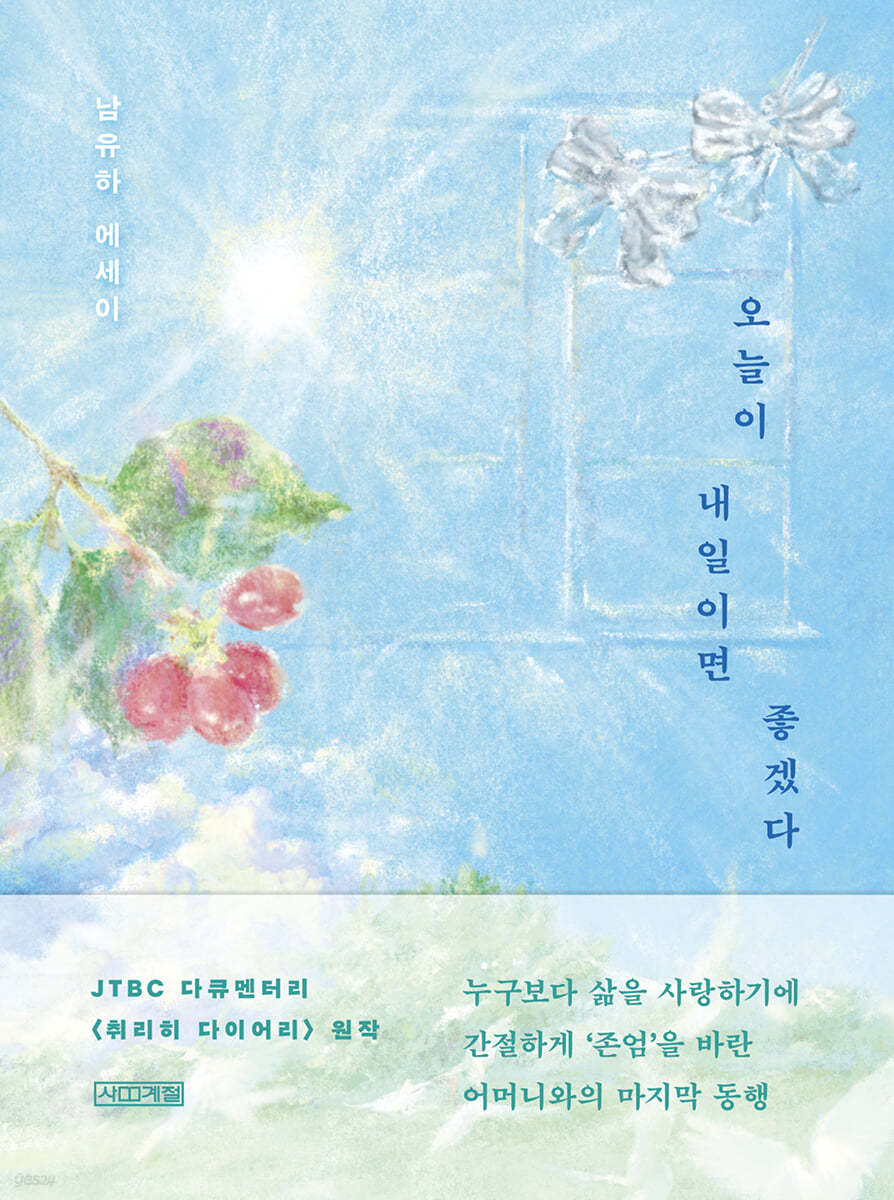 남유하 에세이
오늘이
내일이면
좋겠다
JTBC 다큐멘터리
〈취리히 다이어리〉 원작
사계절
누구보다 삶을 사랑하기에
간절하게 ‘존엄’을 바란
어머니와의 마지막 동행
yes24